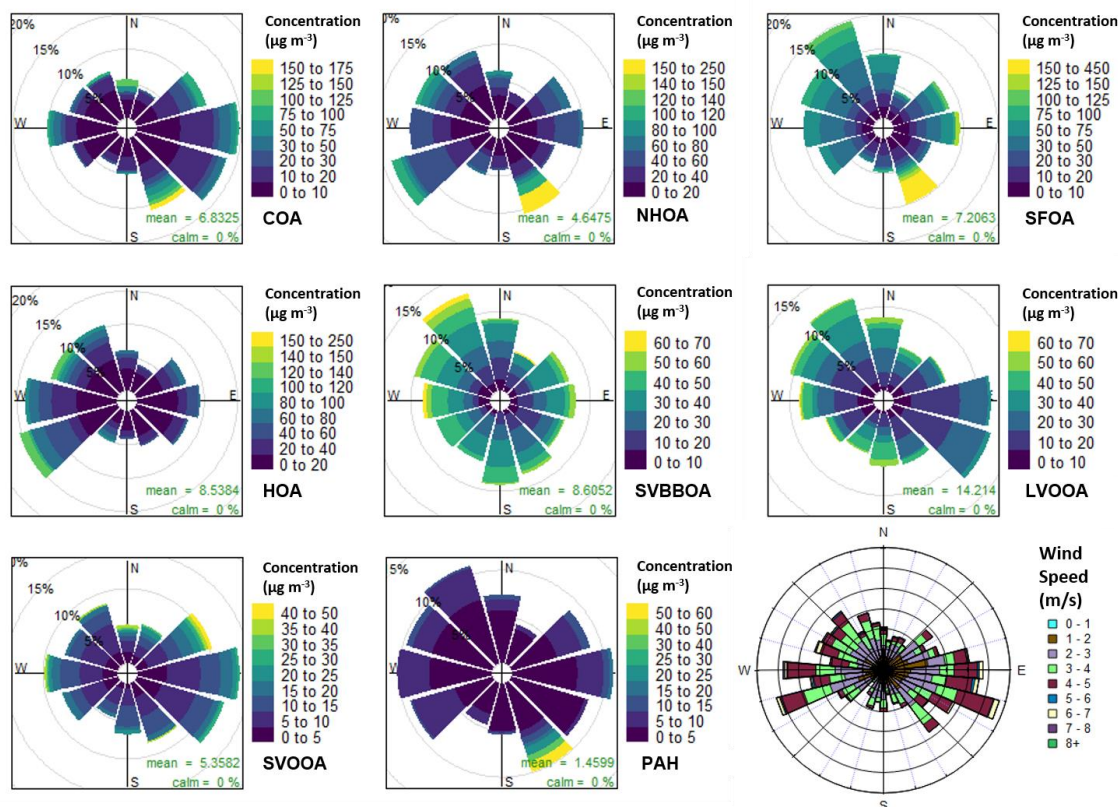 20%
15%
10%
5%
N
W
S
mean = 6.8325
calm = 0 %
Concentration
(µg m⁻³)
150 to 175
125 to 150
100 to 125
75 to 100
50 to 75
30 to 50
20 to 30
10 to 20
0 to 10
COA
0%
15%
10%
5%
N
W
E
S
mean = 4.6475
calm = 0 %
Concentration
(µg m⁻³)
150 to 250
140 to 150
120 to 140
100 to 120
80 to 100
60 to 80
40 to 60
20 to 40
0 to 20
NHOA
20%
15%
10%
5%
N
W
E
S
mean = 7.2063
calm = 0 %
Concentration
(µg m⁻³)
150 to 450
125 to 150
100 to 125
75 to 100
50 to 75
30 to 50
20 to 30
10 to 20
0 to 10
SFOA
20%
15%
10%
5%
N
W
E
S
mean = 8.5384
calm = 0 %
Concentration
(µg m⁻³)
150 to 250
140 to 150
120 to 140
100 to 120
80 to 100
60 to 80
40 to 60
20 to 40
0 to 20
HOA
15%
10%
5%
N
W
E
S
mean = 8.6052
calm = 0 %
Concentration
(µg m⁻³)
60 to 70
50 to 60
40 to 50
30 to 40
20 to 30
10 to 20
0 to 10
SVBBOA
15%
10%
5%
N
W
E
S
mean = 14.214
calm = 0 %
Concentration
(µg m⁻³)
60 to 70
50 to 60
40 to 50
30 to 40
20 to 30
10 to 20
0 to 10
LVOOA
0%
15%
10%
5%
N
W
S
mean = 5.3582
calm = 0 %
Concentration
(µg m⁻³)
40 to 50
35 to 40
30 to 35
25 to 30
20 to 25
15 to 20
10 to 15
5 to 10
0 to 5
SVOOA
5%
N
W
S
mean = 1.4599
calm = 0 %
Concentration
(µg m⁻³)
50 to 60
40 to 50
35 to 40
30 to 35
25 to 30
20 to 25
15 to 20
10 to 15
5 to 10
0 to 5
PAH
N
W
E
S
Wind
Speed
(m/s)
0 - 1
1 - 2
2 - 3
3 - 4
4 - 5
5 - 6
6 - 7
7 - 8
8+